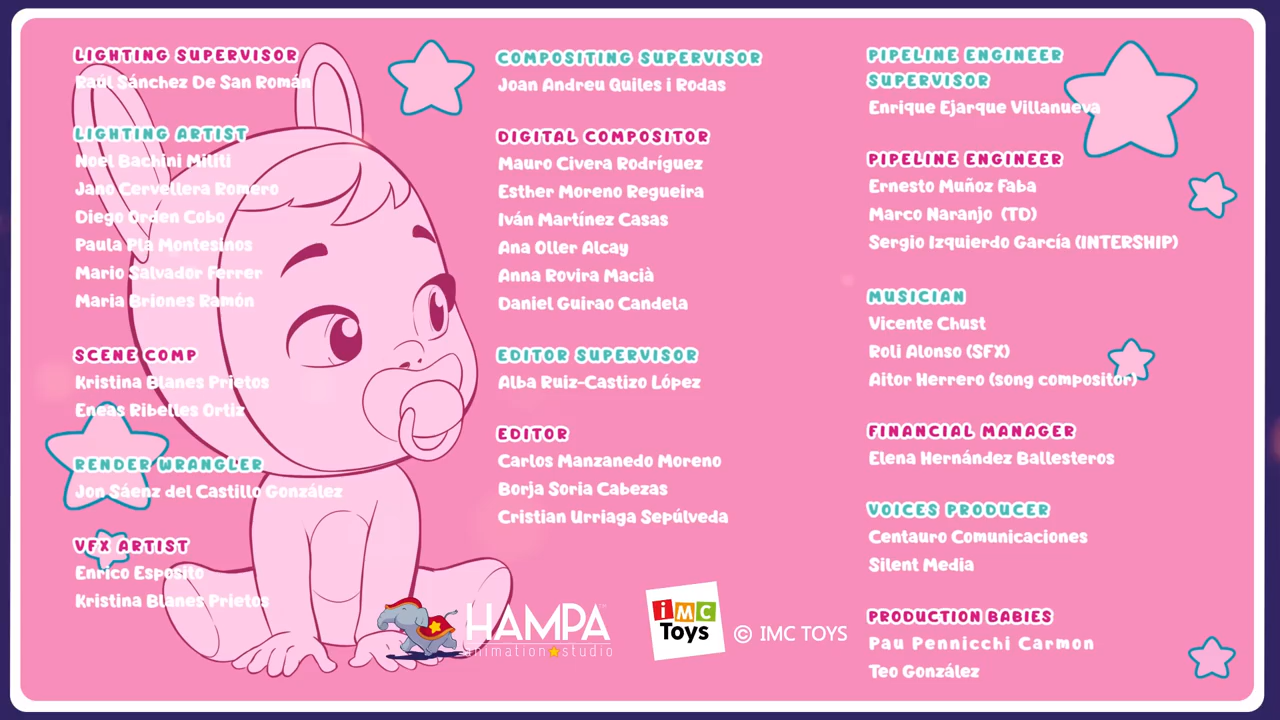 LIGHTING SUPERVISOR
Raúl Sánchez De San Román
LIGHTING ARTIST
Noel Bachini Militi
Jano Cervellera Romero
Diego Orden Cobo
Paula Pla Montesinos
Mario Salvador Ferrer
Maria Briones Ramón
SCENE COMP
Kristina Blanes Prietos
Eneas Ribelles Ortiz
RENDER WRANGLER
Jon Sáenz del Castillo González
VFX ARTIST
Enrico Esposito
Kristina Blanes Prietos
COMPOSITING SUPERVISOR
Joan Andreu Quiles i Rodas
DIGITAL COMPOSITOR
Mauro Civera Rodríguez
Esther Moreno Regueira
Iván Martínez Casas
Ana Oller Alcay
Anna Rovira Macià
Daniel Guirao Candela
EDITOR SUPERVISOR
Alba Ruiz-Castizo López
EDITOR
Carlos Manzanedo Moreno
Borja Soria Cabezas
Cristian Urriaga Sepúlveda
HAMPA
animation studio
iMC
Toys
© IMC TOYS
PIPELINE ENGINEER
SUPERVISOR
Enrique Ejarque Villanueva
PIPELINE ENGINEER
Ernesto Muñoz Faba
Marco Naranjo (TD)
Sergio Izquierdo García (INTERSHIP)
MUSICIAN
Vicente Chust
Roli Alonso (SFX)
Aitor Herrero (song compositor)
FINANCIAL MANAGER
Elena Hernández Ballesteros
VOICES PRODUCER
Centauro Comunicaciones
Silent Media
PRODUCTION BABIES
Pau Pennicchi Carmon
Teo González